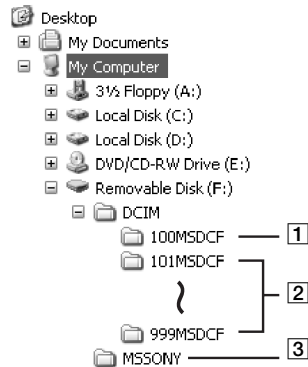 Desktop
My Documents
My Computer
3½ Floppy (A:)
Local Disk (C:)
Local Disk (D:)
DVD/CD-RW Drive (E:)
Removable Disk (F:)
DCIM
100MSDCF 1
101MSDCF
2
999MSDCF
MSSONY 3